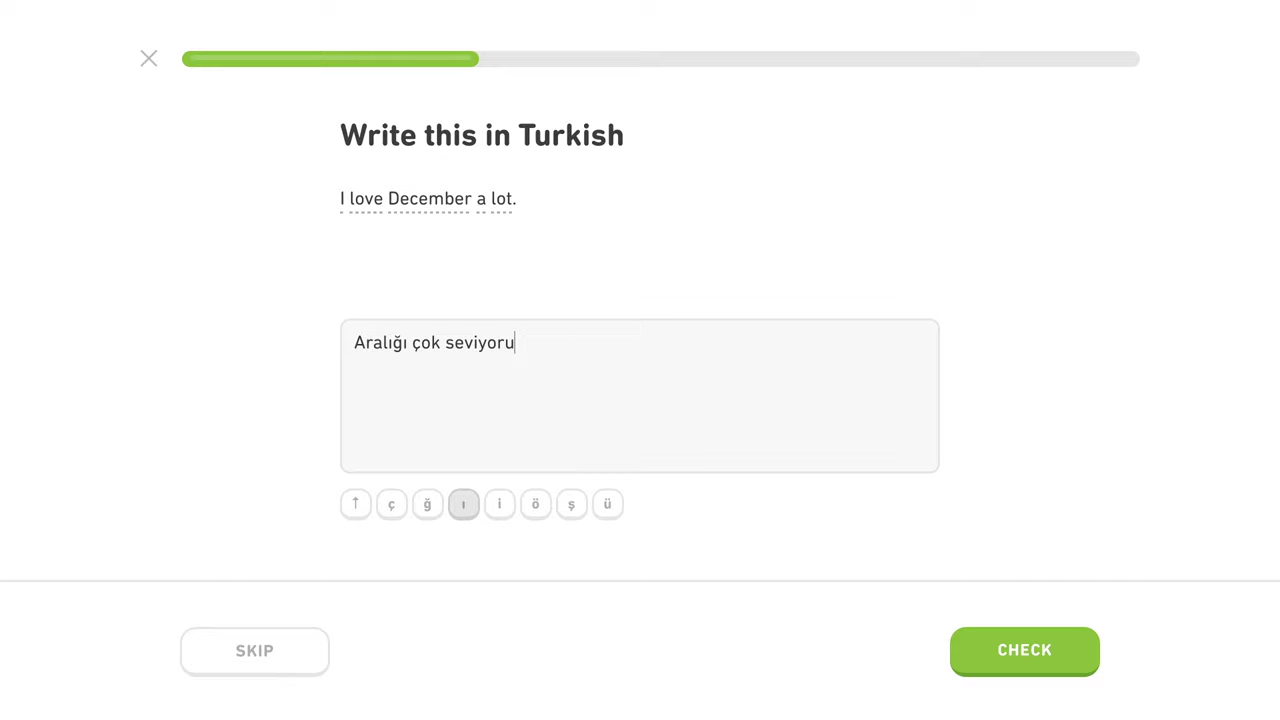 Write this in Turkish
I love December a lot.
Aralığı çok seviyoru
↑ ç ğ ı i ö ş ü
SKIP
CHECK